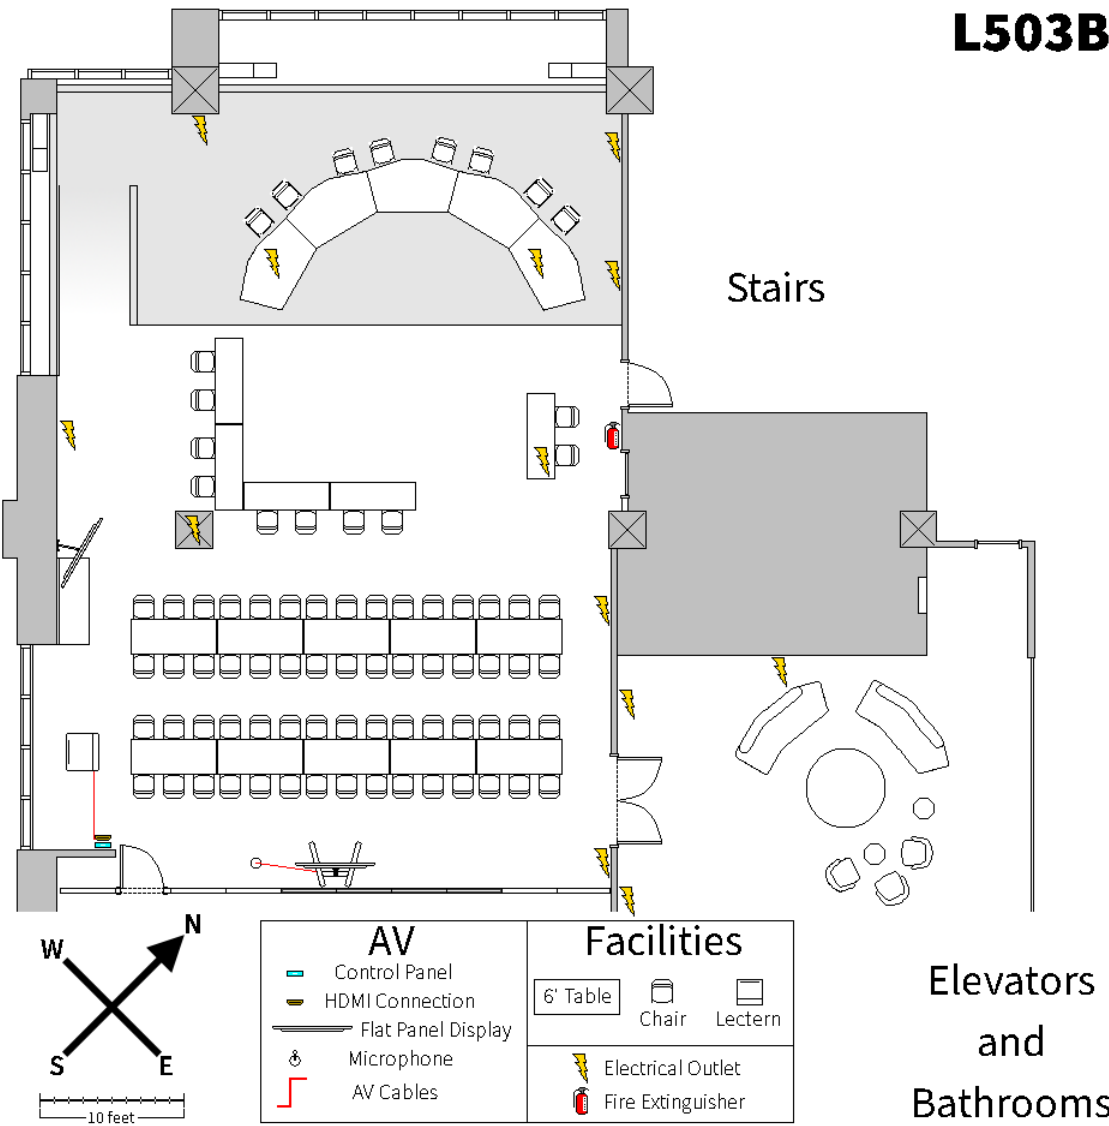 L503B
Stairs
N
W
S
E
10 feet
AV
Control Panel
HDMI Connection
Flat Panel Display
Microphone
AV Cables
Facilities
6' Table
Chair
Lectern
Electrical Outlet
Fire Extinguisher
Elevators
and
Bathrooms